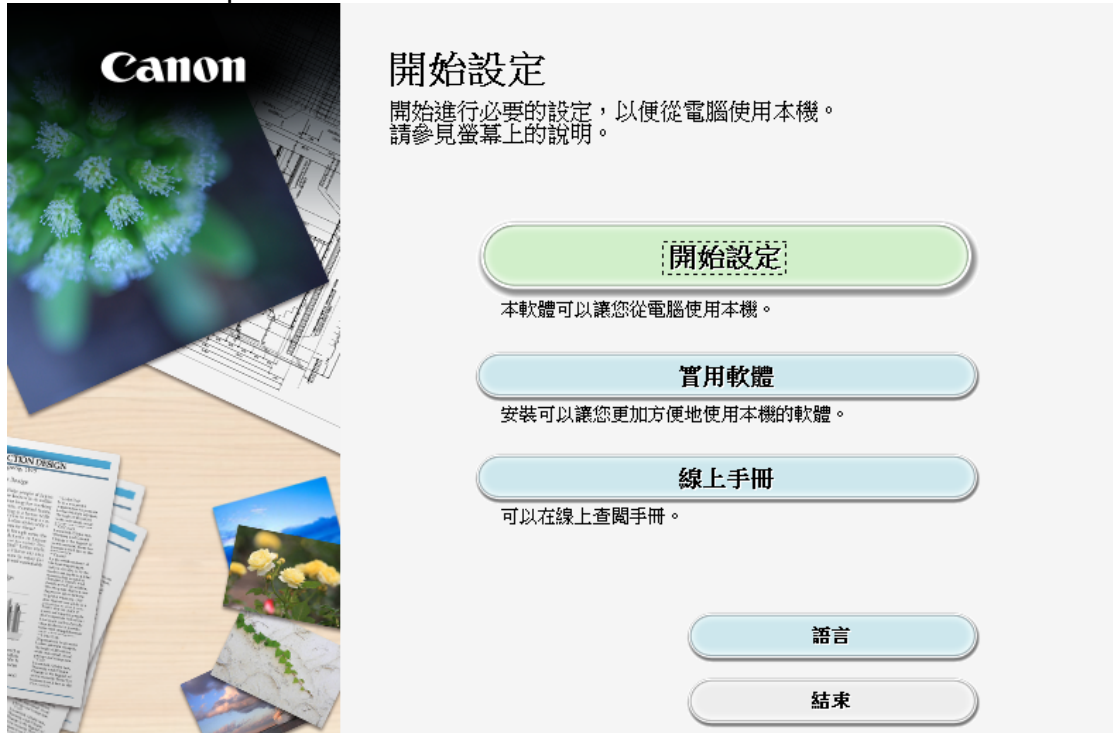 Canon
開始設定
開始進行必要的設定，以便從電腦使用本機。
請參見螢幕上的說明。
開始設定
本軟體可以讓您從電腦使用本機。
實用軟體
安裝可以讓您更加方便地使用本機的軟體。
線上手冊
可以在線上查閱手冊。
語言
結束
CTION DESIGN